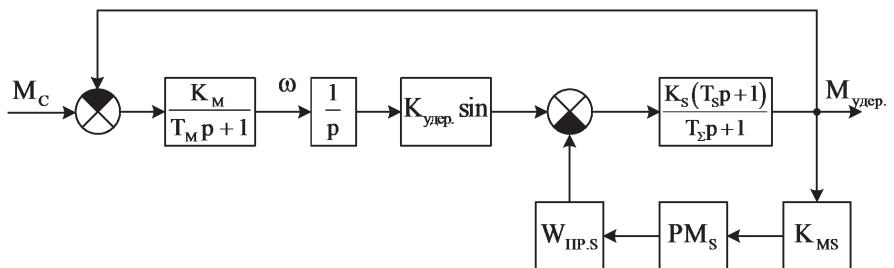 M_C
K_M
T_M p + 1
ω
1
p
K_удер. sin
K_S (T_S p + 1)
T_Σ p + 1
M_удер.
W_ПР.S
PM_S
K_MS